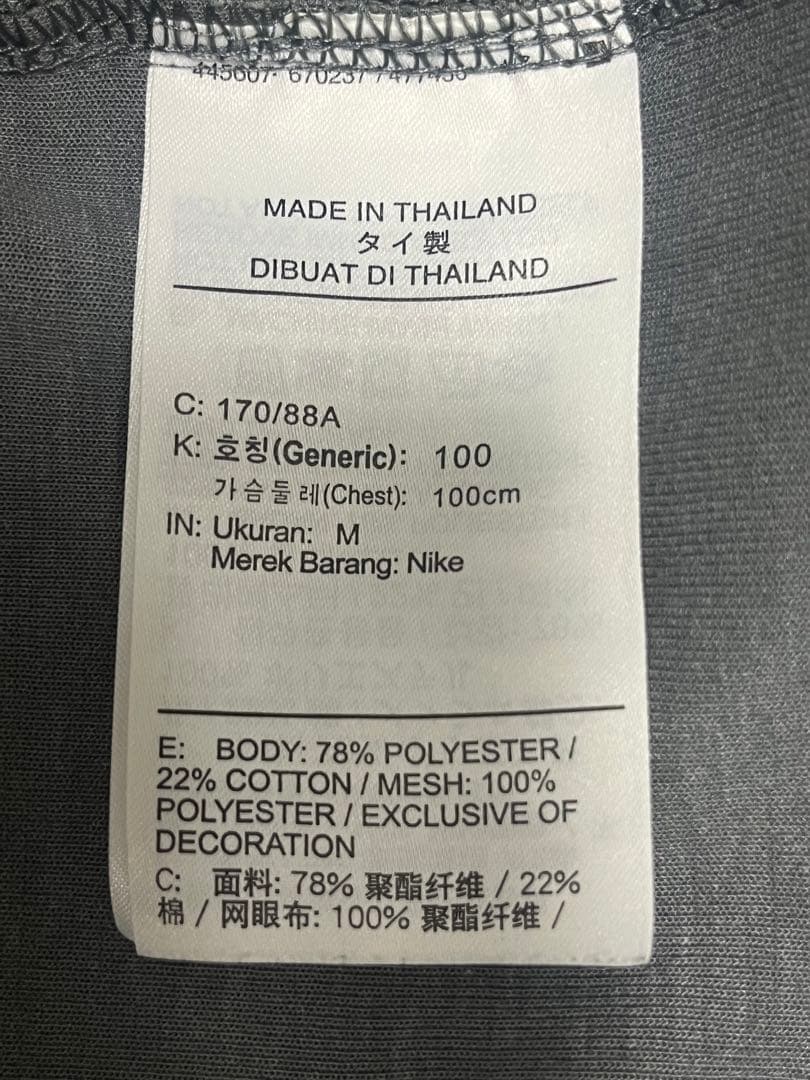 MADE IN THAILAND
タイ製
DIBUAT DI THAILAND
C: 170/88A
K: 호칭(Generic): 100
가슴둘레(Chest): 100cm
IN: Ukuran: M
Merek Barang: Nike
E: BODY: 78% POLYESTER /
22% COTTON / MESH: 100%
POLYESTER / EXCLUSIVE OF
DECORATION
C: 面料: 78% 聚酯纤维 / 22%
棉 / 网眼布: 100% 聚酯纤维 /